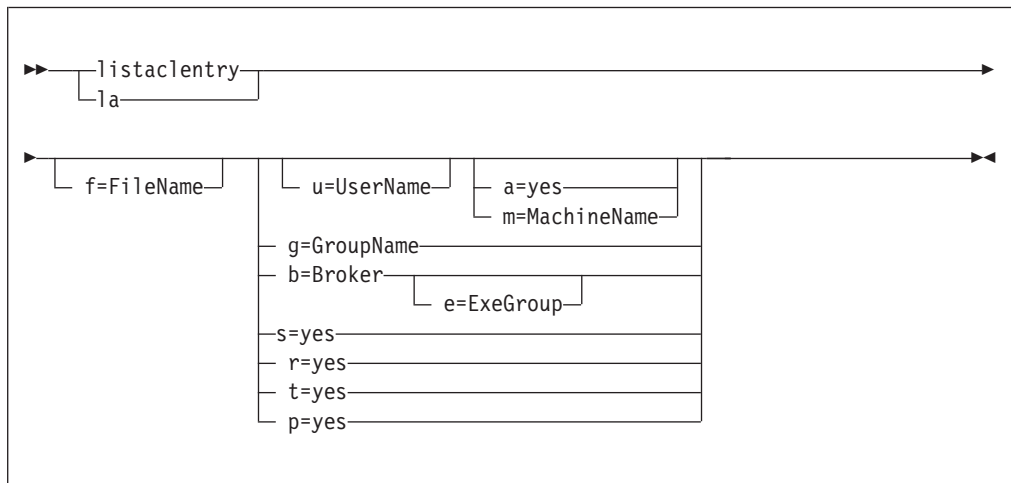 listaclentry
la
f=FileName
u=UserName
a=yes
m=MachineName
g=GroupName
b=Broker
e=ExeGroup
s=yes
r=yes
t=yes
p=yes